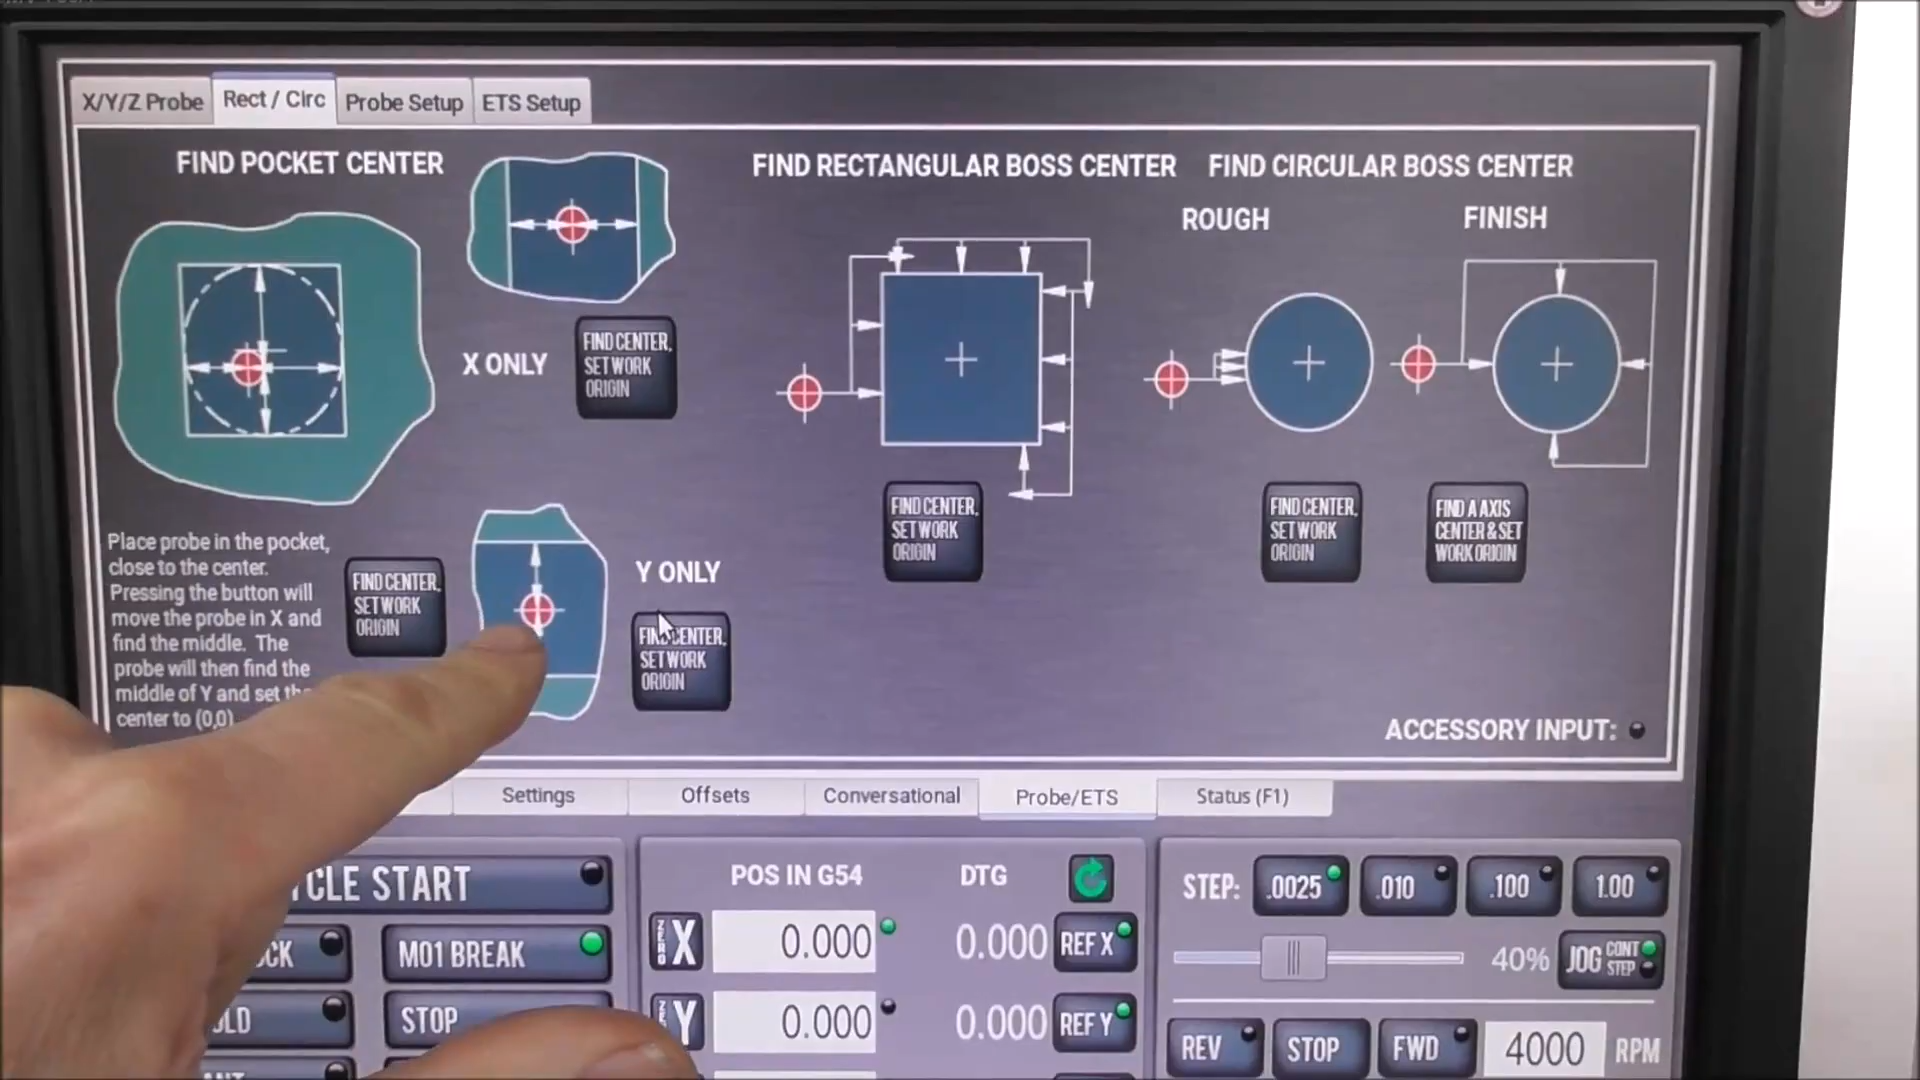 X/Y/Z Probe
Rect / Circ
Probe Setup
ETS Setup
FIND POCKET CENTER
FIND RECTANGULAR BOSS CENTER
FIND CIRCULAR BOSS CENTER
ROUGH
FINISH
X ONLY
FIND CENTER,
SET WORK
ORIGIN
FIND CENTER,
SET WORK
ORIGIN
FIND CENTER,
SET WORK
ORIGIN
FIND A AXIS
CENTER & SET
WORK ORIGIN
Place probe in the pocket,
close to the center.
Pressing the button will
move the probe in X and
find the middle. The
probe will then find the
middle of Y and set the
center to (0,0)
FIND CENTER,
SET WORK
ORIGIN
Y ONLY
FIND CENTER,
SET WORK
ORIGIN
ACCESSORY INPUT:
Settings
Offsets
Conversational
Probe/ETS
Status (F1)
CYCLE START
M01 BREAK
STOP
POS IN G54
DTG
ZERO X
0.000
0.000
REF X
Y
0.000
0.000
REF Y
STEP:
.0025
.010
.100
1.00
40%
JOG CONT
STEP
REV
STOP
FWD
4000
RPM